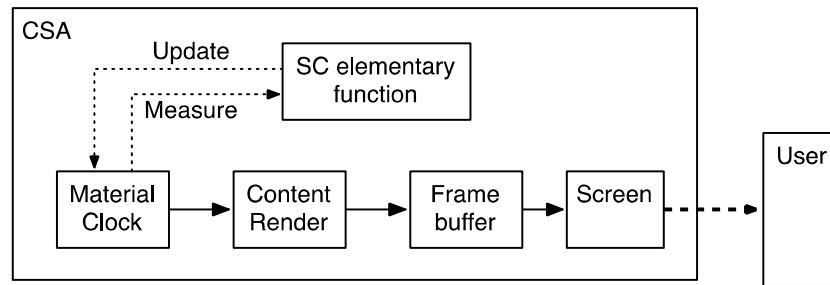 CSA
Update
SC elementary
function
Measure
User
Material
Clock
Content
Render
Frame
buffer
Screen